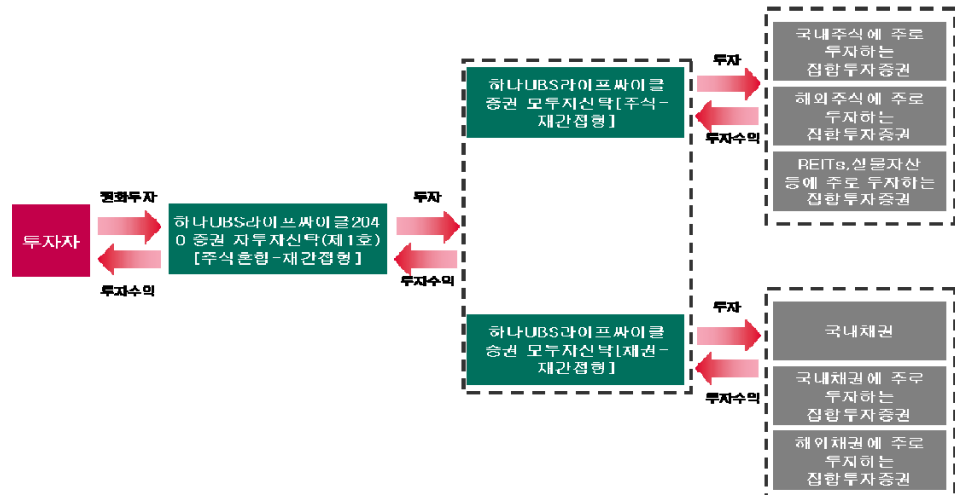 투자자
원화투자
투자수익
하나UBS라이프싸이클204
0 증권 자투자신탁(제1호)
[주식혼합-재간접형]
투자
투자수익
하나UBS라이프싸이클
증권 모투자신탁[주식-
재간접형]
투자
투자수익
국내주식에 주로
투자하는
집합투자증권
해외주식에 주로
투자하는
집합투자증권
REITs,실물자산
등에 주로 투자하는
집합투자증권
하나UBS라이프싸이클
증권 모투자신탁[채권-
재간접형]
투자
투자수익
국내채권
국내채권에 주로
투자하는
집합투자증권
해외채권에 주로
투자하는
집합투자증권